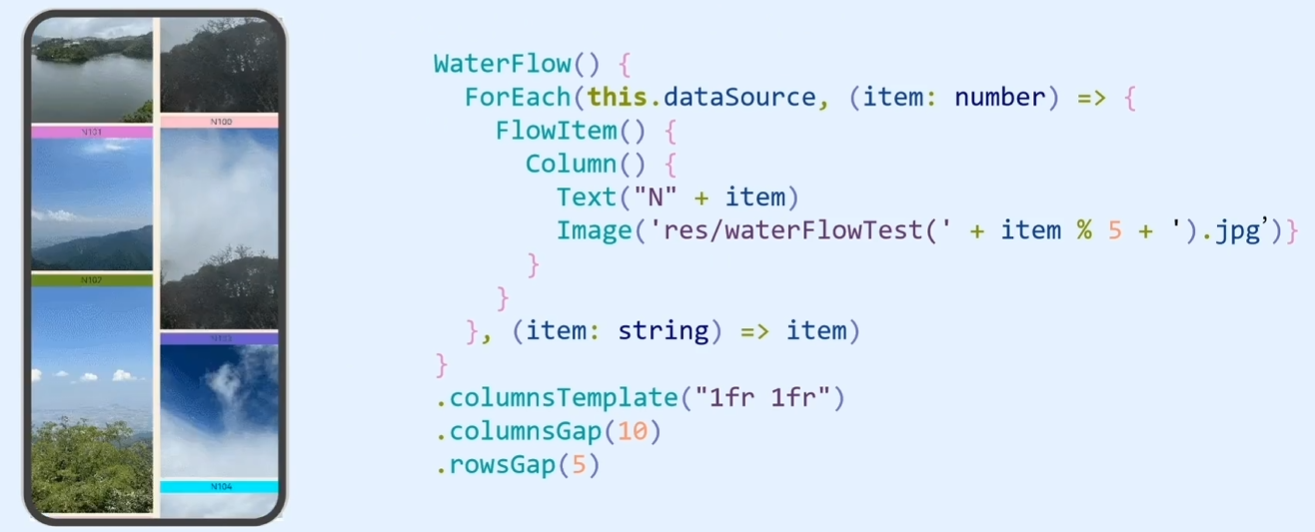 N101
N100
N102
N103
N104
WaterFlow() {
ForEach(this.dataSource, (item: number) => {
FlowItem() {
Column() {
Text("N" + item)
Image('res/waterFlowTest(' + item % 5 + ').jpg’)}
}
}
}, (item: string) => item)
}
.columnsTemplate("1fr 1fr")
.columnsGap(10)
.rowsGap(5)